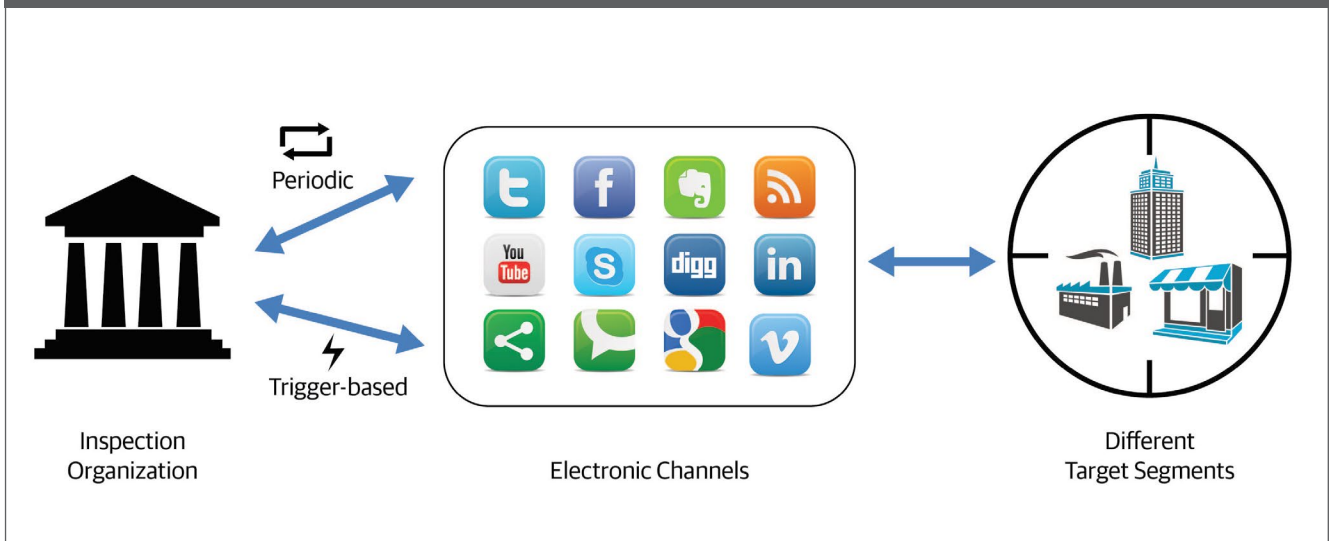 Periodic
Trigger-based
Inspection
Organization
t
f
You
Tube
S
digg
in
g
v
Electronic Channels
Different
Target Segments